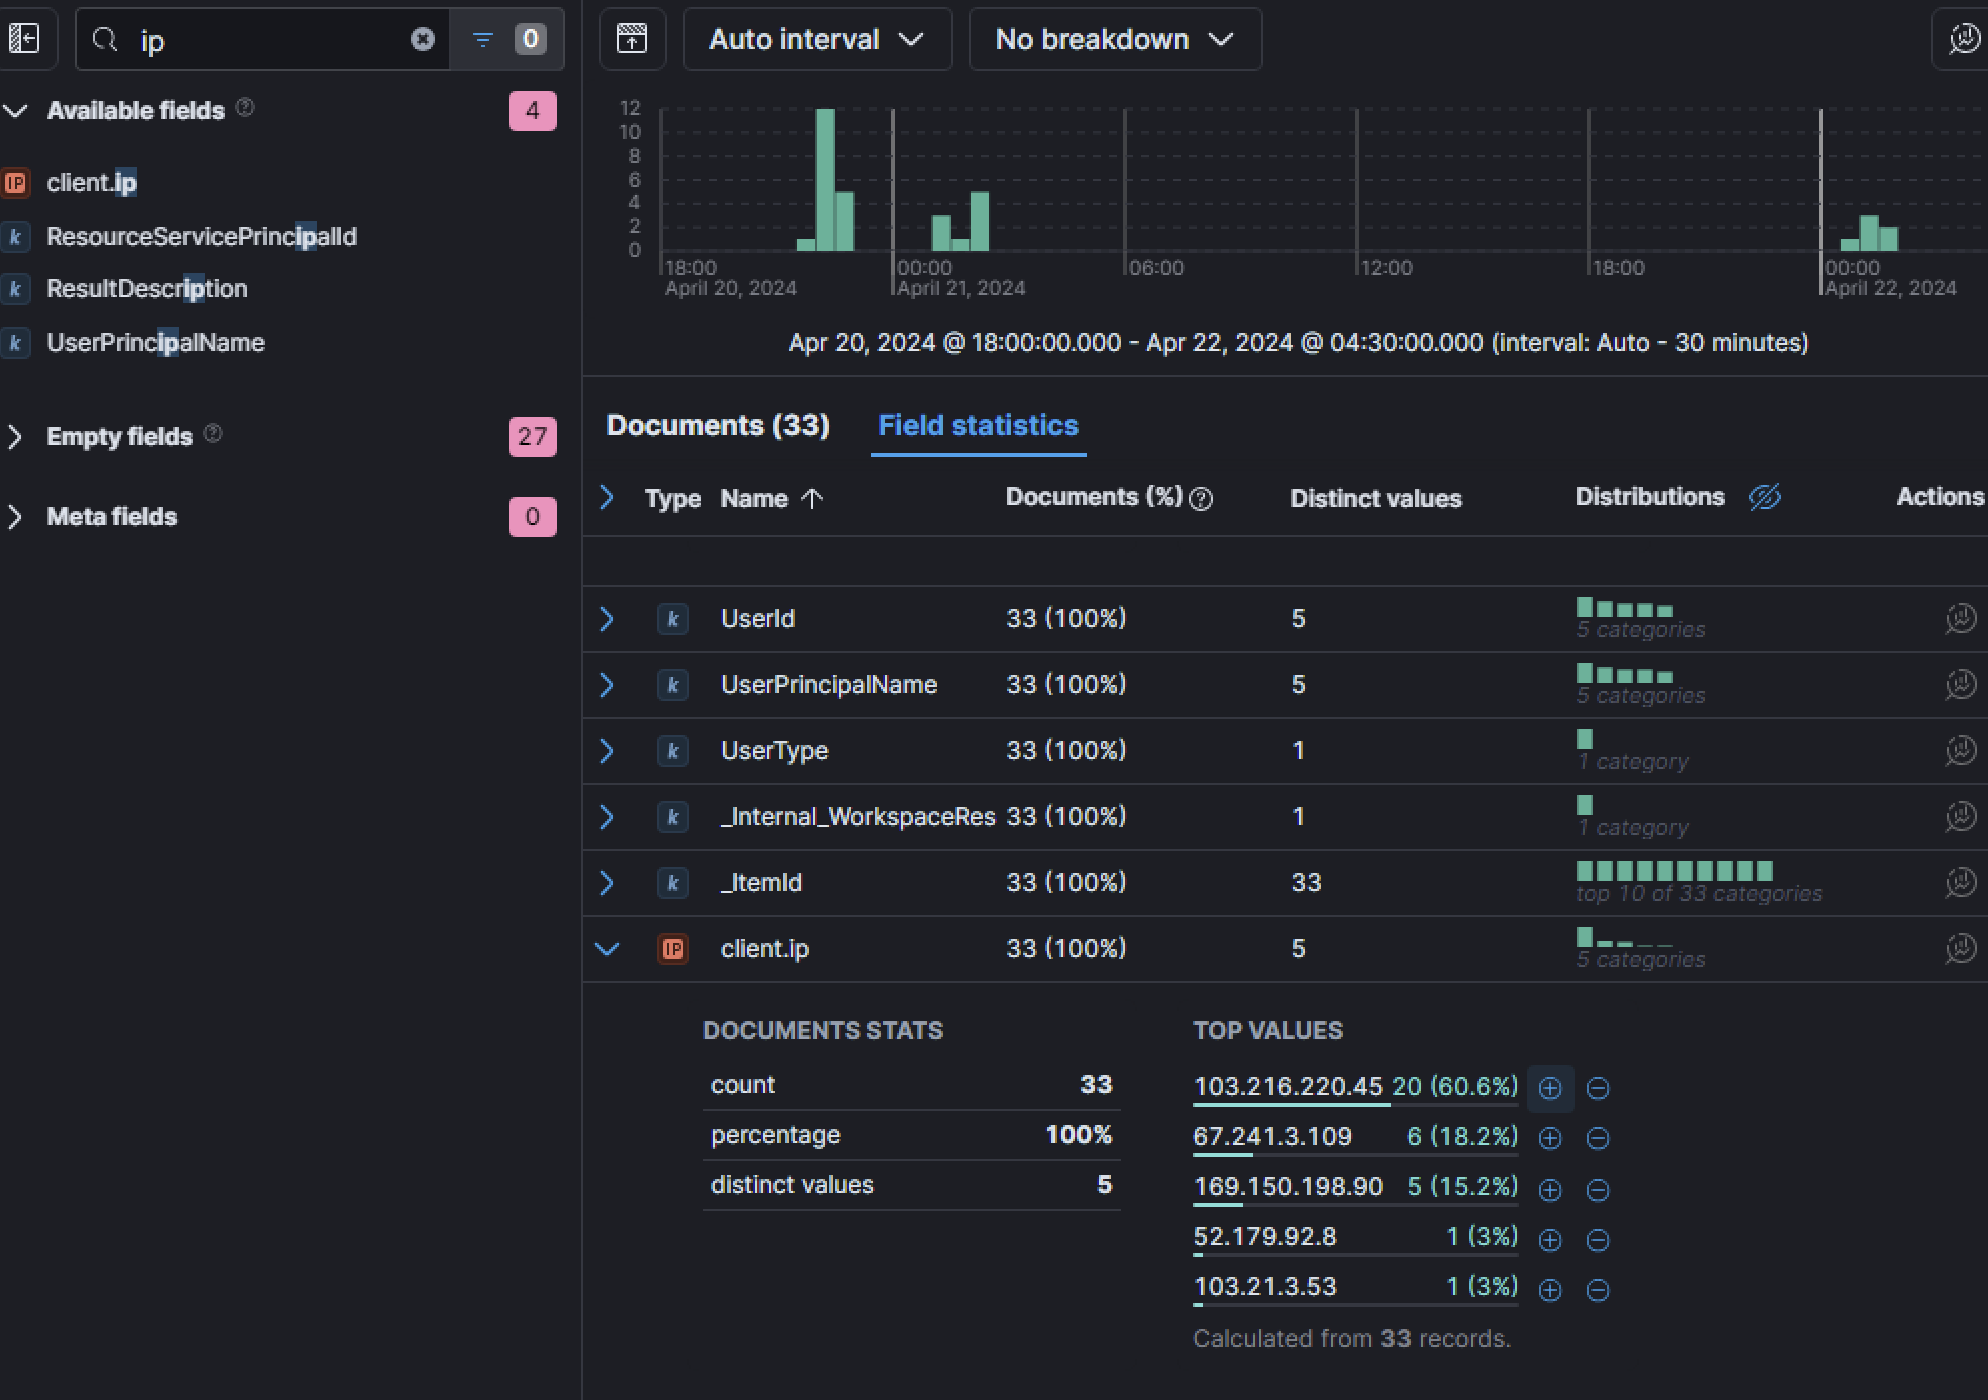 ip
0
Available fields
4
IP client.ip
k ResourceServicePrincipalId
k ResultDescription
k UserPrincipalName
Empty fields
27
Meta fields
0
Auto interval
No breakdown
12
10
8
6
4
2
0
18:00
April 20, 2024
00:00
April 21, 2024
06:00
12:00
18:00
00:00
April 22, 2024
Apr 20, 2024 @ 18:00:00.000 - Apr 22, 2024 @ 04:30:00.000 (interval: Auto - 30 minutes)
Documents (33) Field statistics
Type Name Documents (%) Distinct values Distributions Actions
k UserId 33 (100%) 5 5 categories
k UserPrincipalName 33 (100%) 5 5 categories
k UserType 33 (100%) 1 1 category
k _Internal_WorkspaceRes 33 (100%) 1 1 category
k _ItemId 33 (100%) 33 top 10 of 33 categories
IP client.ip 33 (100%) 5 5 categories
DOCUMENTS STATS
count 33
percentage 100%
distinct values 5
TOP VALUES
103.216.220.45 20 (60.6%)
67.241.3.109 6 (18.2%)
169.150.198.90 5 (15.2%)
52.179.92.8 1 (3%)
103.21.3.53 1 (3%)
Calculated from 33 records.